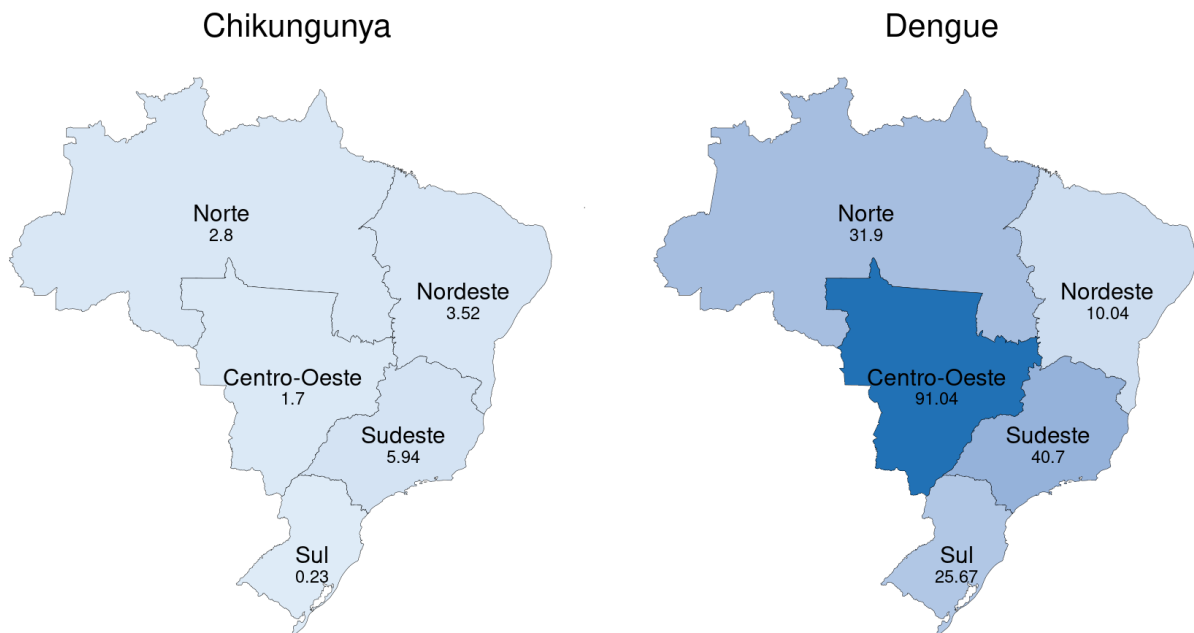 Chikungunya
Norte
2.8
Nordeste
3.52
Centro-Oeste
1.7
Sudeste
5.94
Sul
0.23
Dengue
Norte
31.9
Nordeste
10.04
Centro-Oeste
91.04
Sudeste
40.7
Sul
25.67